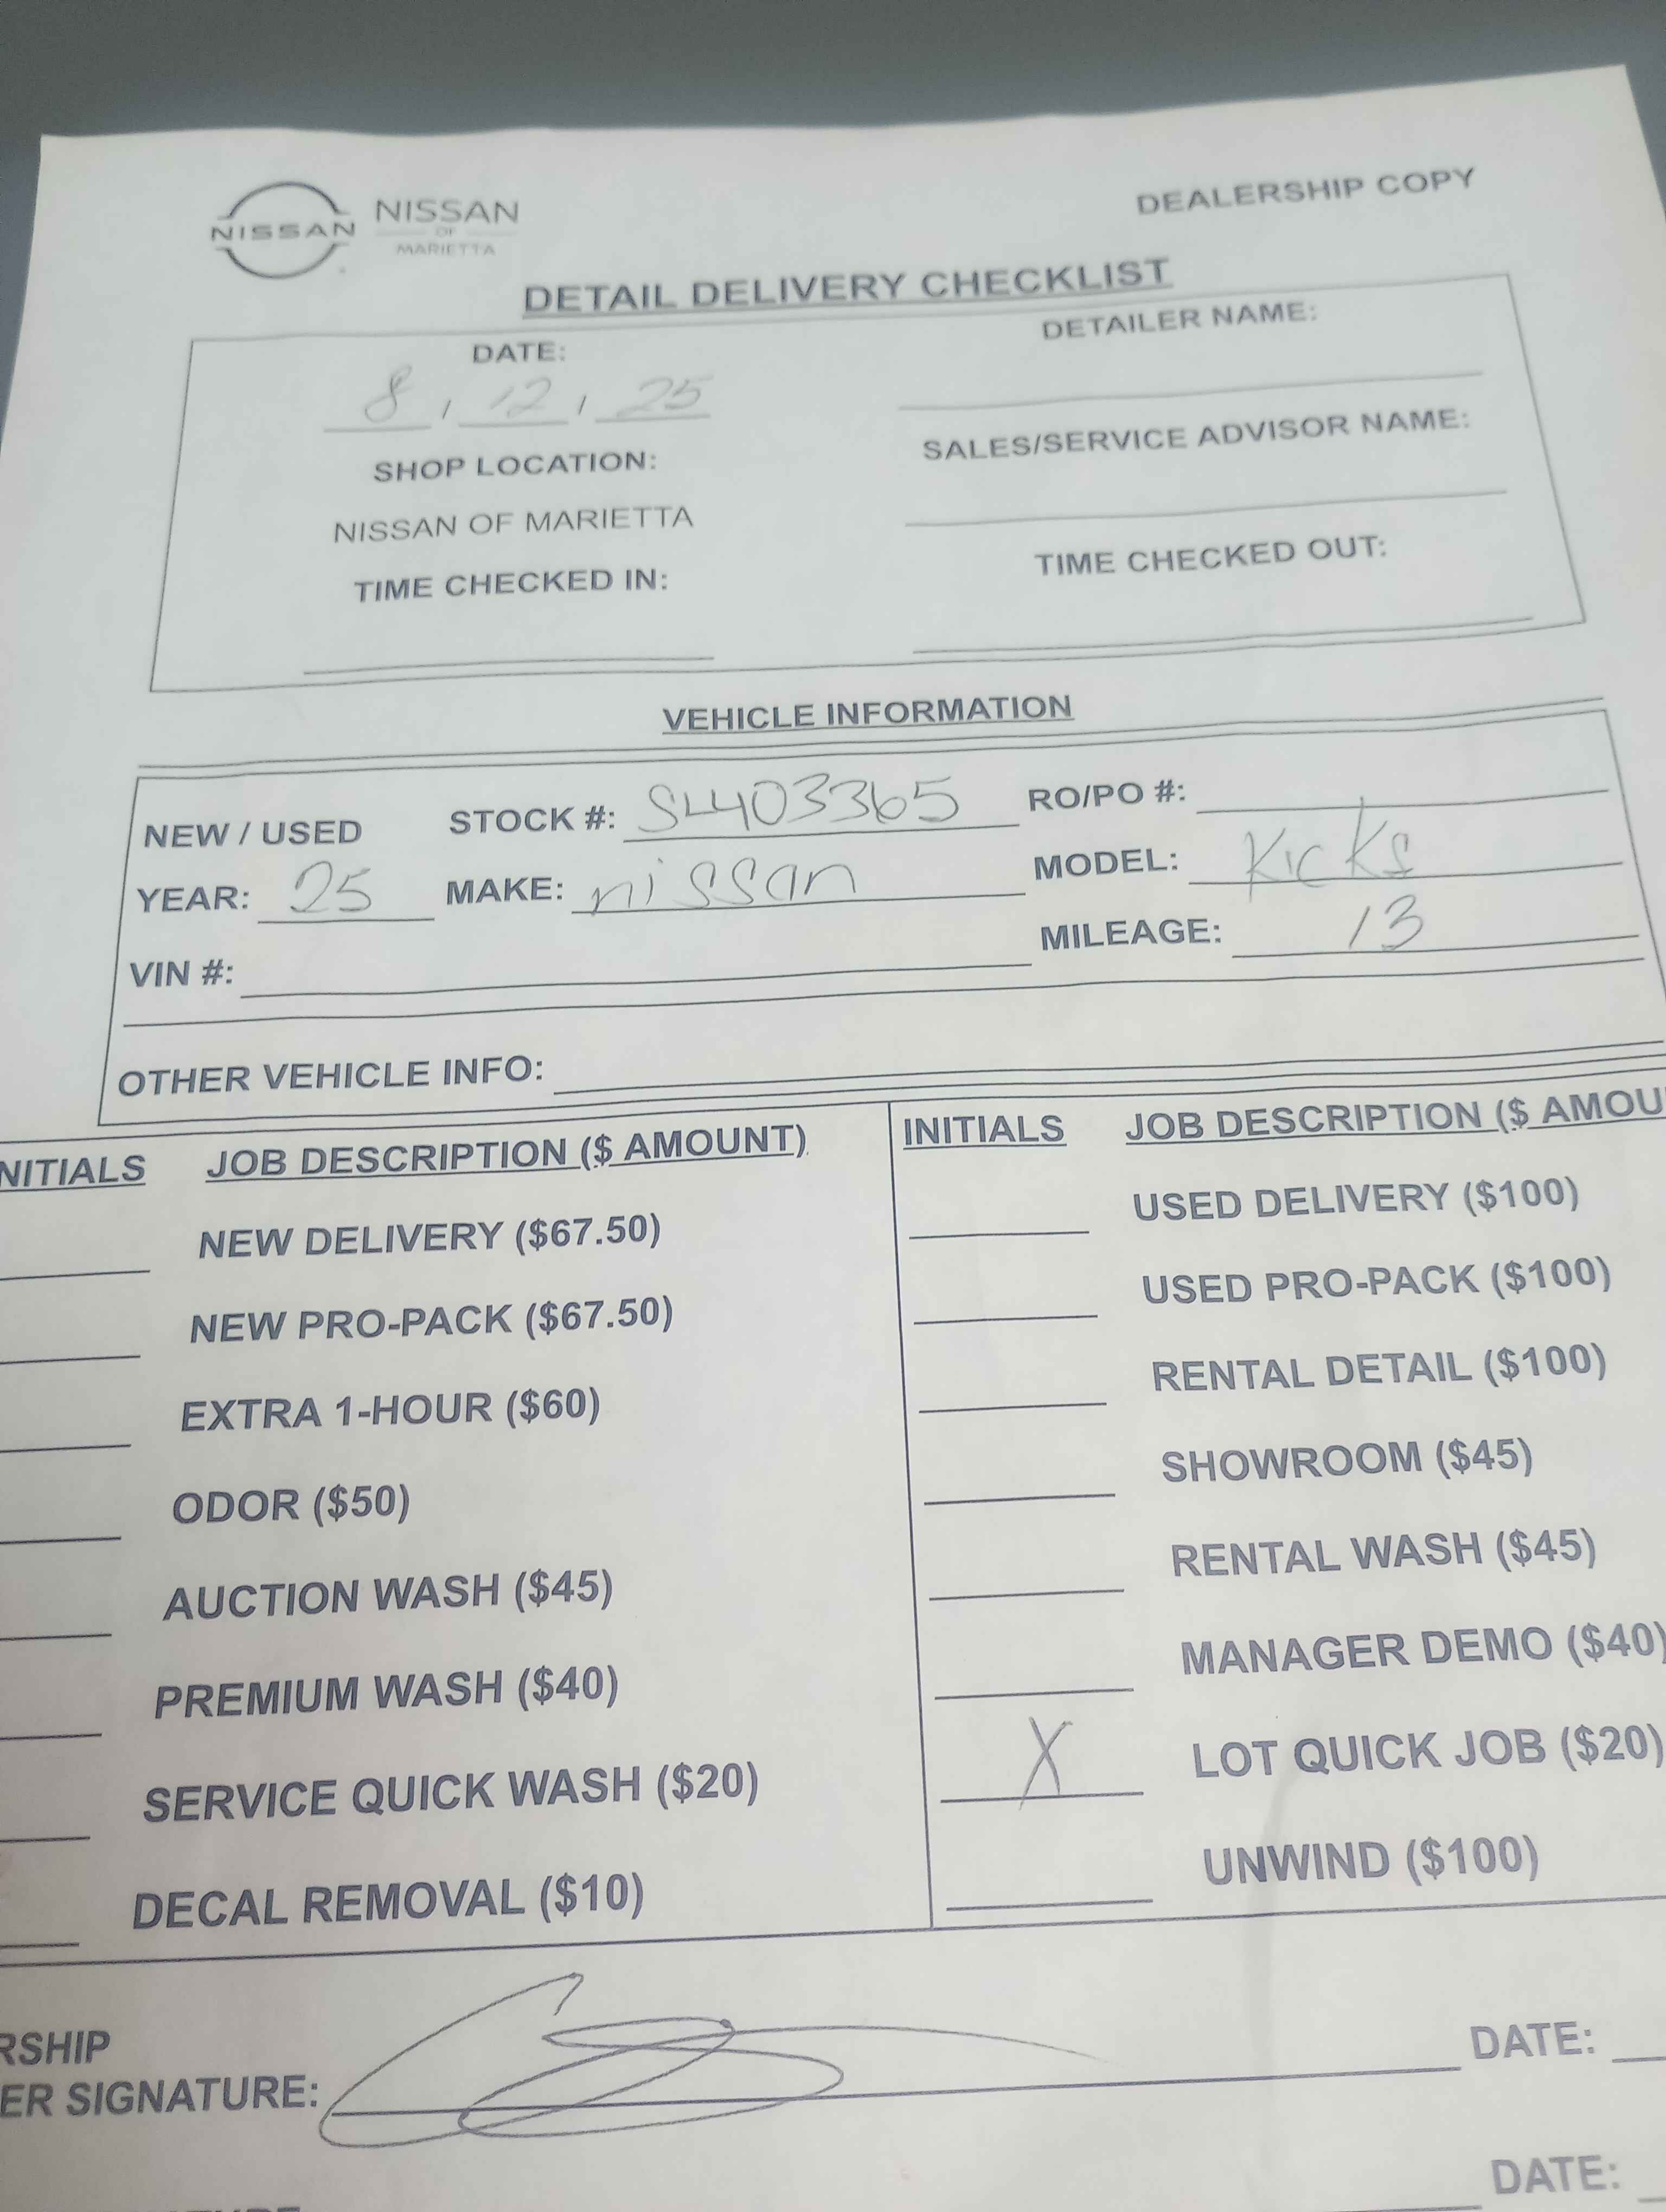 NISSAN
NISSAN
OF
MARIETTA
DEALERSHIP COPY
DETAIL DELIVERY CHECKLIST
DATE:
8, 12, 25
DETAILER NAME:
SHOP LOCATION:
NISSAN OF MARIETTA
SALES/SERVICE ADVISOR NAME:
TIME CHECKED IN:
TIME CHECKED OUT:
VEHICLE INFORMATION
NEW / USED STOCK #: SL403365 RO/PO #:
YEAR: 25 MAKE: nissan MODEL: Kicks
VIN #: MILEAGE: 13
OTHER VEHICLE INFO:
NITIALS JOB DESCRIPTION ($ AMOUNT) INITIALS JOB DESCRIPTION ($ AMOU
NEW DELIVERY ($67.50) USED DELIVERY ($100)
NEW PRO-PACK ($67.50) USED PRO-PACK ($100)
EXTRA 1-HOUR ($60) RENTAL DETAIL ($100)
ODOR ($50) SHOWROOM ($45)
AUCTION WASH ($45) RENTAL WASH ($45)
PREMIUM WASH ($40) MANAGER DEMO ($40)
SERVICE QUICK WASH ($20) X LOT QUICK JOB ($20)
DECAL REMOVAL ($10) UNWIND ($100)
RSHIP
ER SIGNATURE: DATE:
DATE: